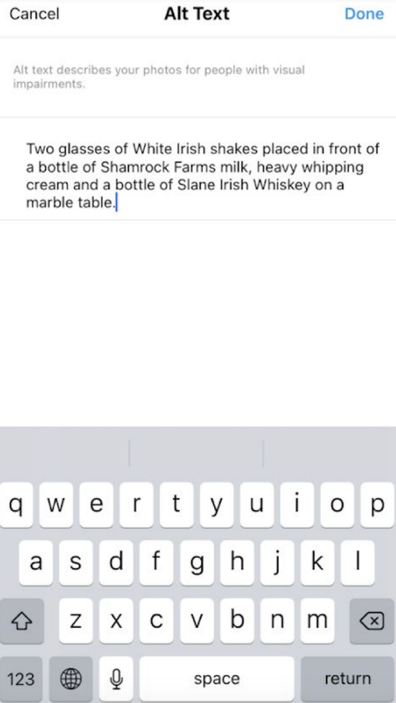 Cancel Alt Text Done
Alt text describes your photos for people with visual
impairments.
Two glasses of White Irish shakes placed in front of
a bottle of Shamrock Farms milk, heavy whipping
cream and a bottle of Slane Irish Whiskey on a
marble table.
q w e r t y u i o p
a s d f g h j k l
z x c v b n m
123 space return